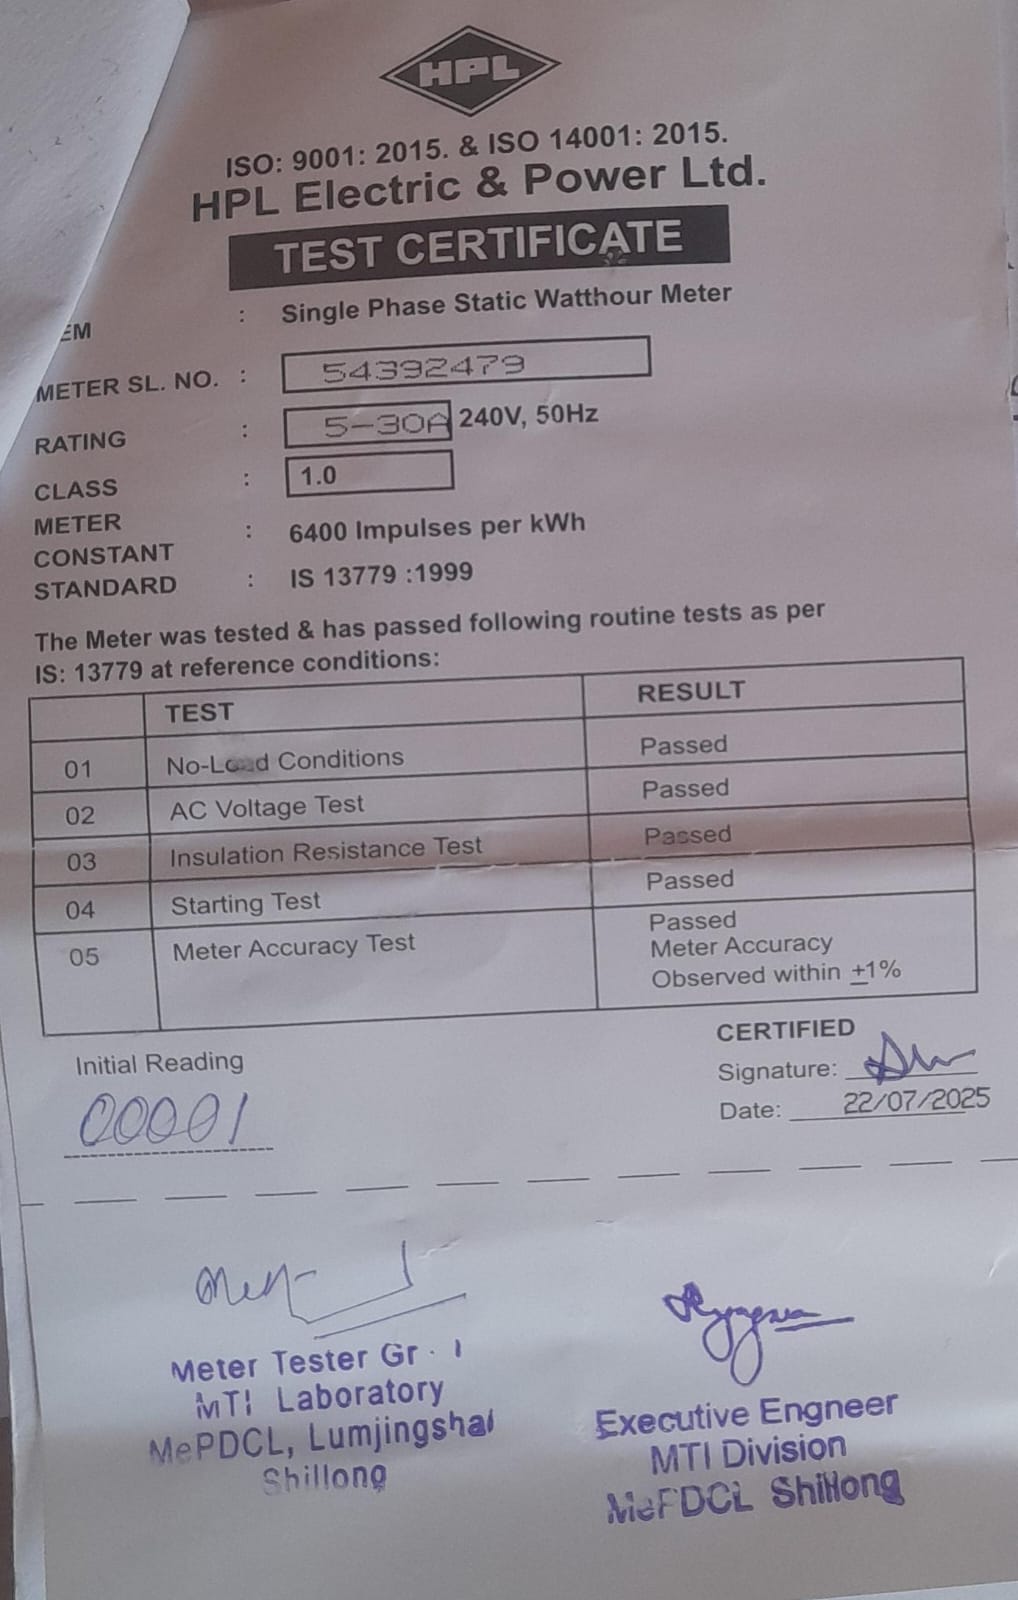 HPL
ISO: 9001: 2015. & ISO 14001: 2015.
HPL Electric & Power Ltd.
TEST CERTIFICATE
EM : Single Phase Static Watthour Meter
METER SL. NO. : 54392479
RATING : 5-30A 240V, 50Hz
CLASS : 1.0
METER
CONSTANT : 6400 Impulses per kWh
STANDARD : IS 13779 :1999
The Meter was tested & has passed following routine tests as per
IS: 13779 at reference conditions:
TEST RESULT
01 No-Load Conditions Passed
02 AC Voltage Test Passed
03 Insulation Resistance Test Passed
04 Starting Test Passed
05 Meter Accuracy Test Passed
Meter Accuracy
Observed within ±1%
CERTIFIED
Initial Reading
Signature:
00001
Date: 22/07/2025
Meter Tester Gr - I
MTI Laboratory
MePDCL, Lumjingshai
Shillong
Executive Engneer
MTI Division
MePDCL Shillong